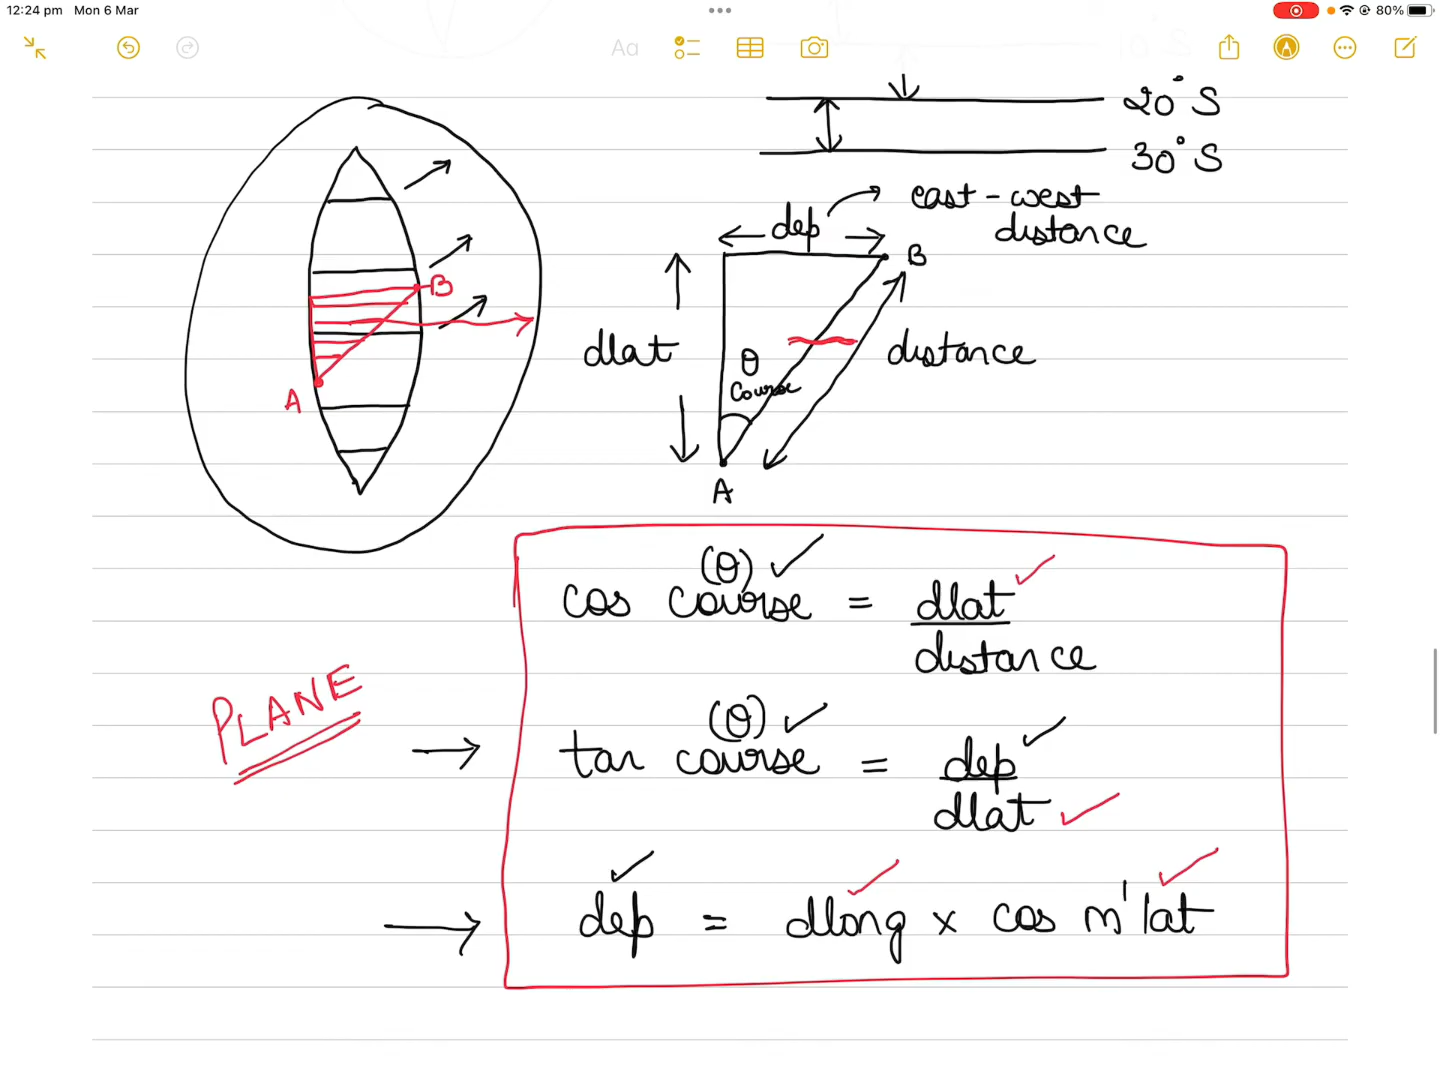 12:24 pm Mon 6 Mar
80%
Aa
20° S
30° S
east - west
distance
dep
B
B
dlat
distance
θ
Course
A
A
(θ)
cos course = dlat
distance
PLANE
(θ)
tan course = dep
dlat
dep = dlong x cos m'lat